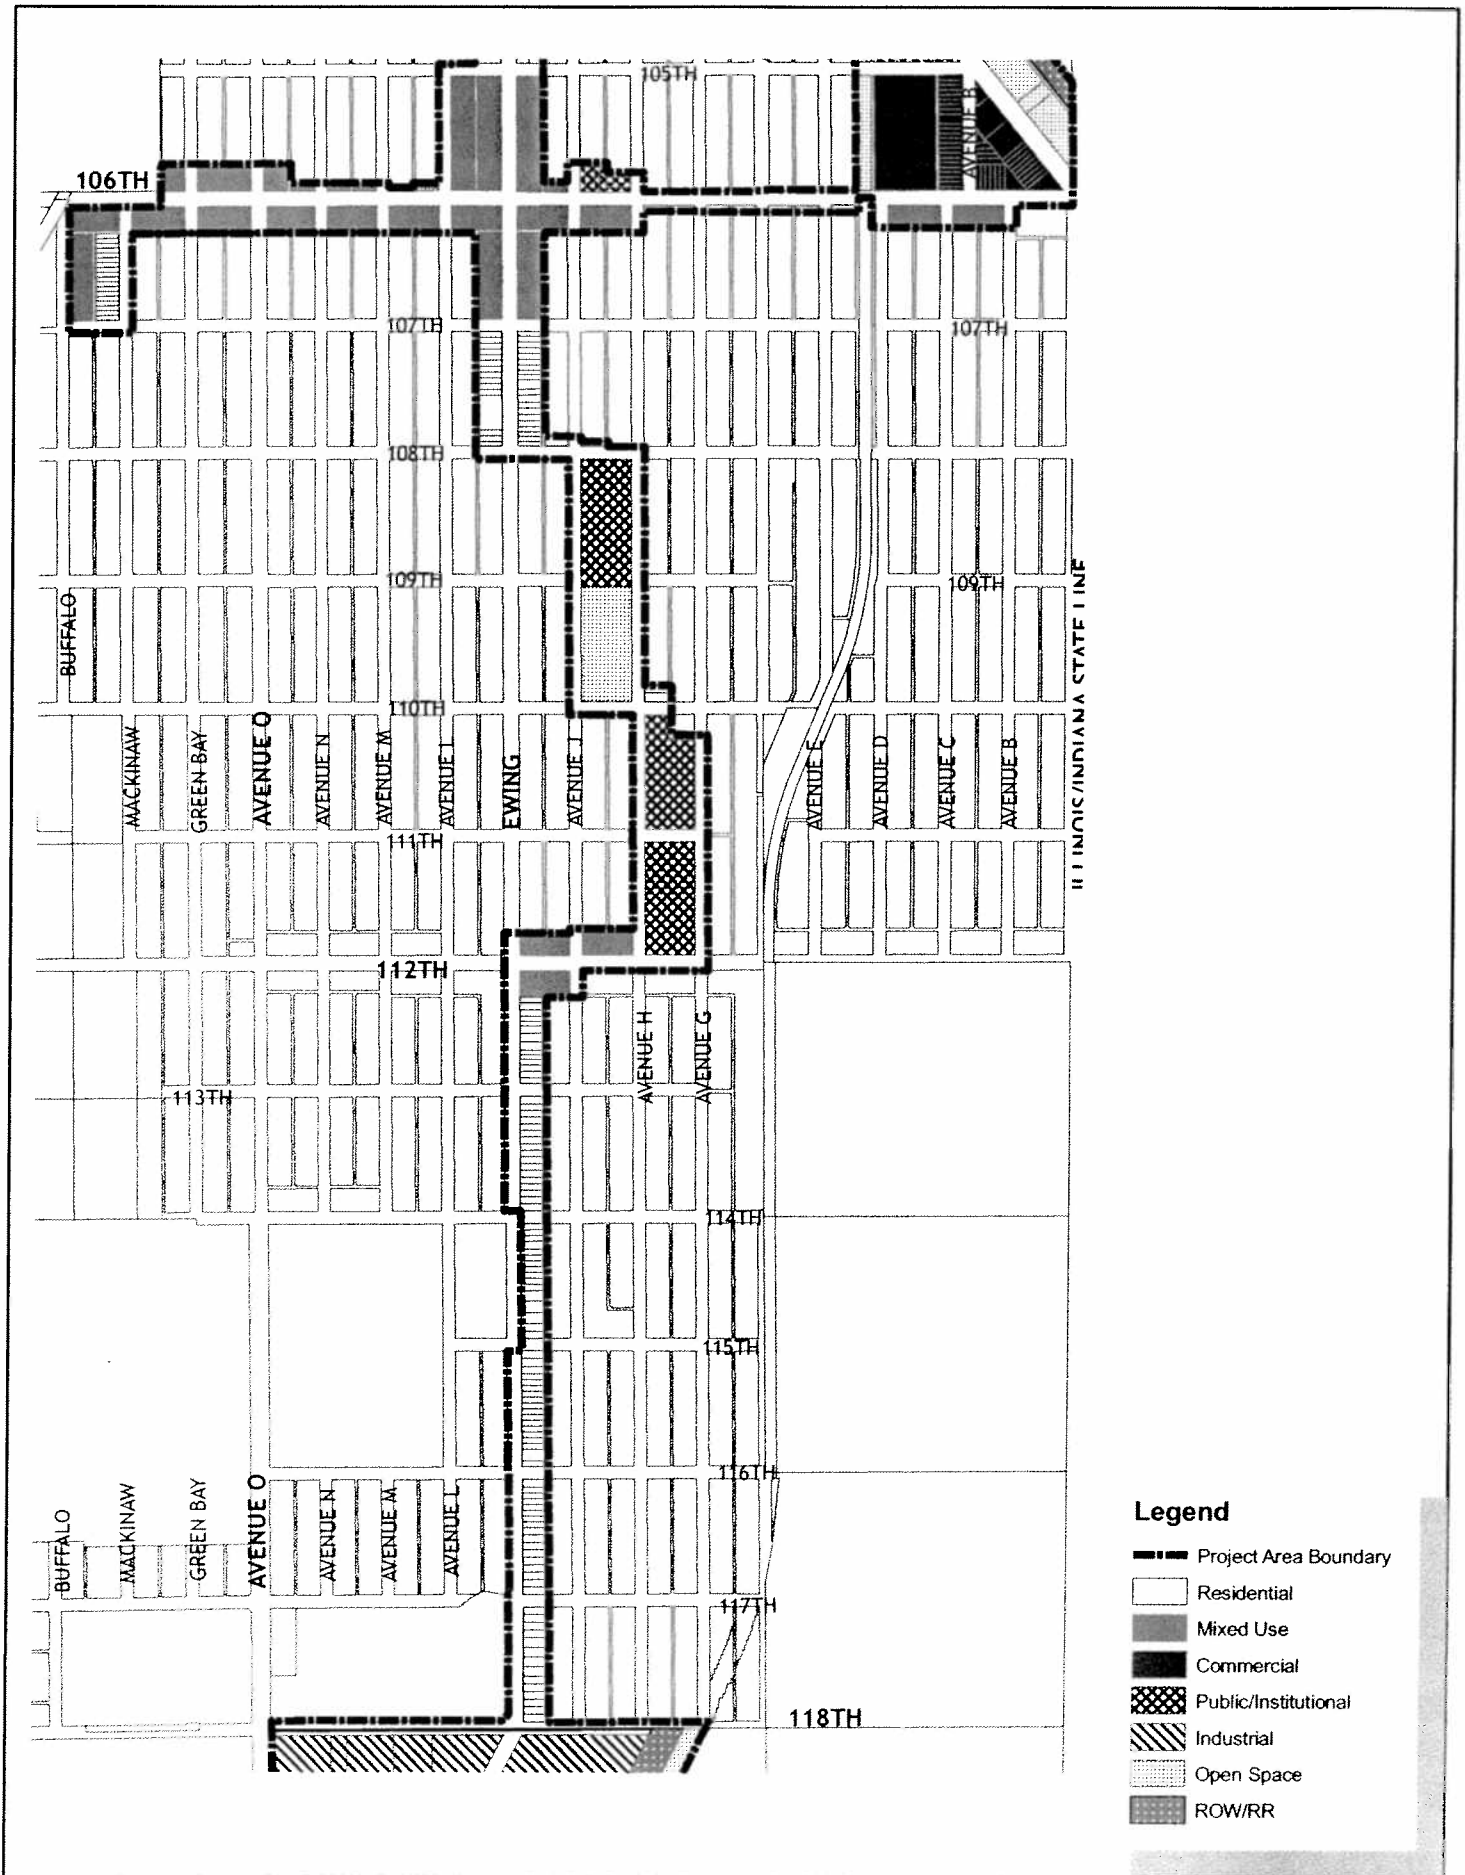 105TH
AVENUE B
106TH
107TH
107TH
108TH
109TH
109TH
BUFFALO
110TH
MACKINAW
GREEN BAY
AVENUE O
AVENUE N
AVENUE M
AVENUE L
EWING
AVENUE J
AVENUE E
AVENUE D
AVENUE C
AVENUE B
ILLINOIS/INDIANA STATE LINE
111TH
112TH
AVENUE H
AVENUE G
113TH
114TH
115TH
116TH
BUFFALO
MACKINAW
GREEN BAY
AVENUE O
AVENUE N
AVENUE M
AVENUE L
117TH
118TH
Legend
Project Area Boundary
Residential
Mixed Use
Commercial
Public/Institutional
Industrial
Open Space
ROW/RR